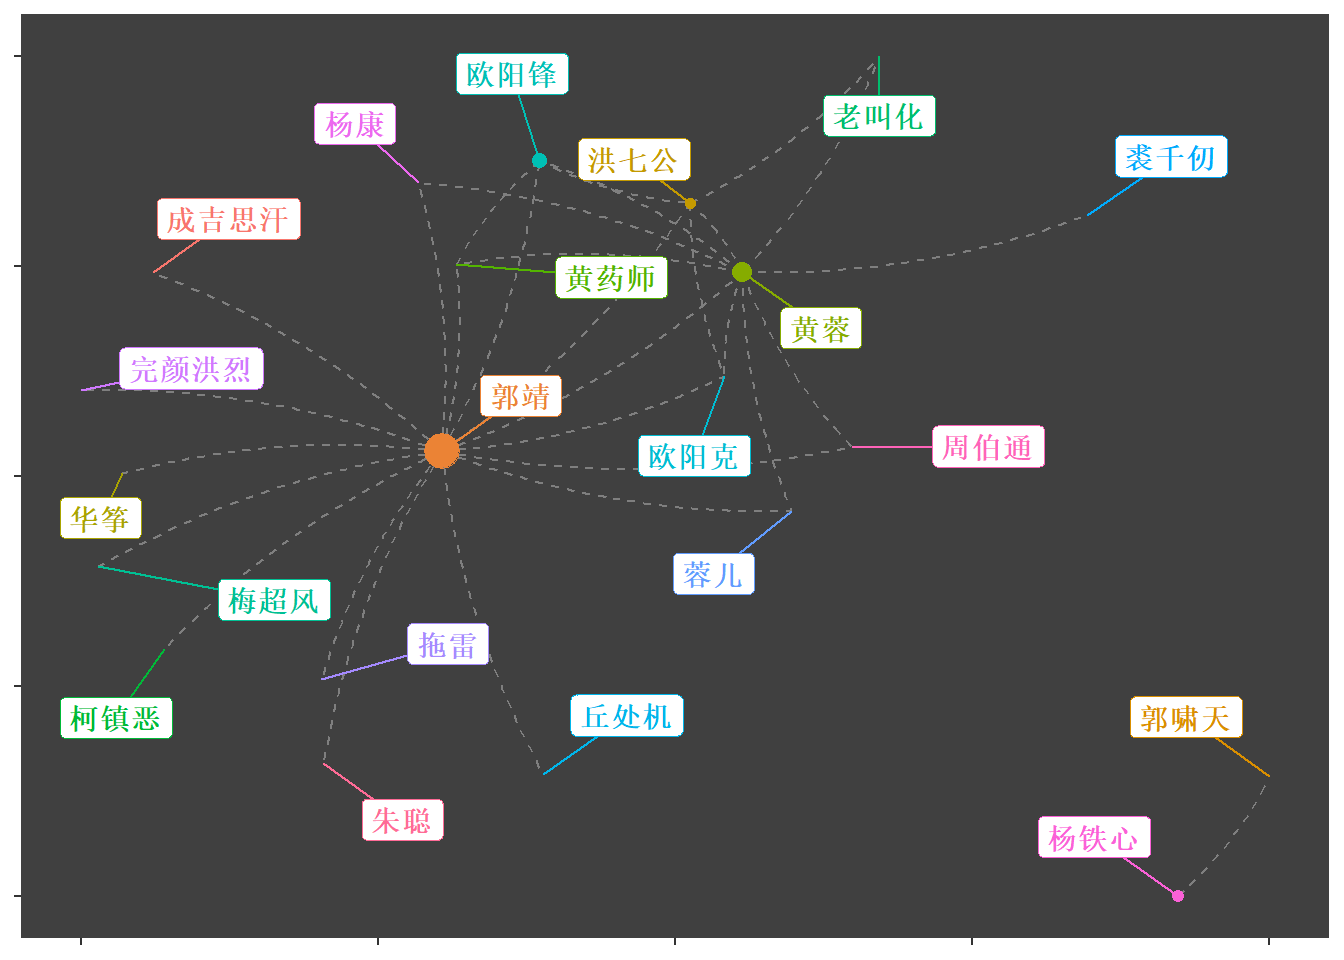 欧阳锋
杨康
老叫化
洪七公
裘千仞
成吉思汗
黄药师
黄蓉
完颜洪烈
郭靖
周伯通
欧阳克
华筝
蓉儿
梅超风
拖雷
丘处机
柯镇恶
郭啸天
朱聪
杨铁心